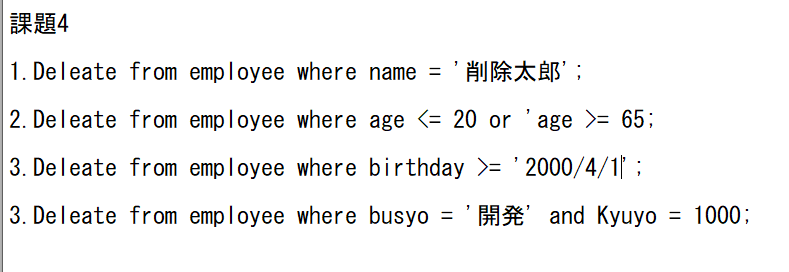 課題4
1.Deleate from employee where name = '削除太郎';
2.Deleate from employee where age <= 20 or 'age >= 65;
3.Deleate from employee where birthday >= '2000/4/1';
3.Deleate from employee where busyo = '開発' and Kyuyo = 1000;